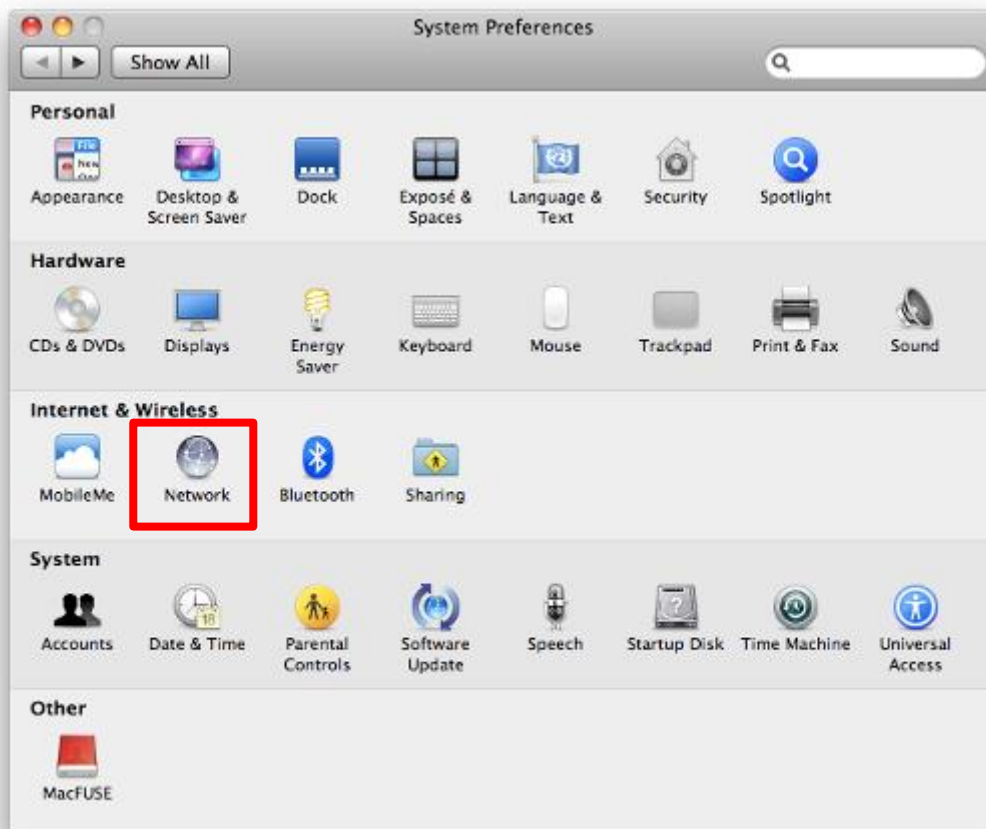 System Preferences
Show All
Personal
Appearance
Desktop &
Screen Saver
Dock
Exposé &
Spaces
Language &
Text
Security
Spotlight
Hardware
CDs & DVDs
Displays
Energy
Saver
Keyboard
Mouse
Trackpad
Print & Fax
Sound
Internet & Wireless
MobileMe
Network
Bluetooth
Sharing
System
Accounts
18
Date & Time
Parental
Controls
Software
Update
Speech
?
Startup Disk
Time Machine
Universal
Access
Other
MacFUSE